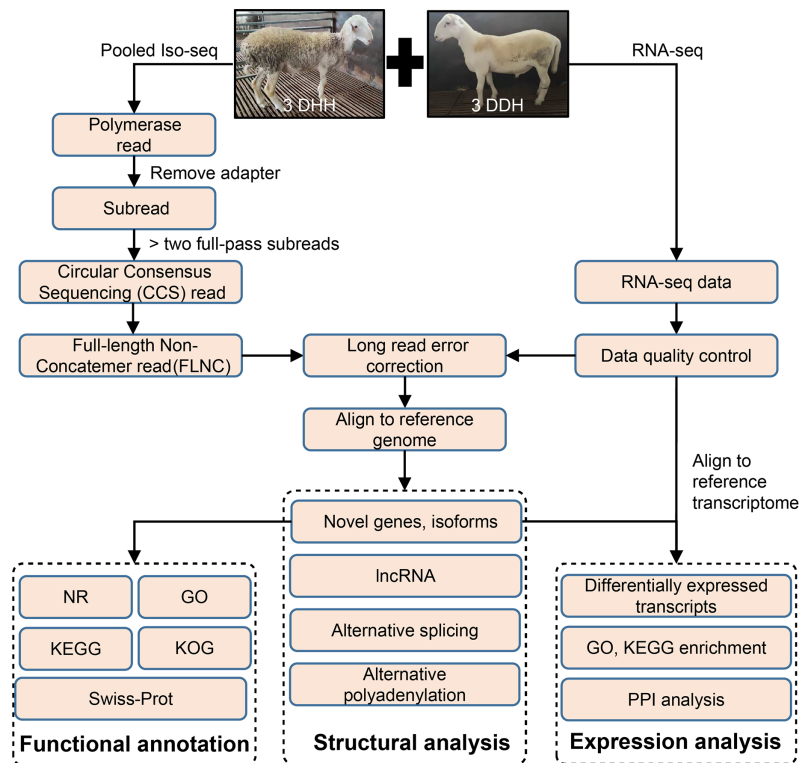 Pooled Iso-seq
RNA-seq
3 DHH
3 DDH
Polymerase
read
Remove adapter
Subread
> two full-pass subreads
Circular Consensus
Sequencing (CCS) read
RNA-seq data
Full-length Non-
Concatemer read(FLNC)
Long read error
correction
Data quality control
Align to reference
genome
Align to
reference
transcriptome
Novel genes, isoforms
lncRNA
Alternative splicing
Alternative
polyadenylation
Structural analysis
NR
GO
KEGG
KOG
Swiss-Prot
Functional annotation
Differentially expressed
transcripts
GO, KEGG enrichment
PPI analysis
Expression analysis